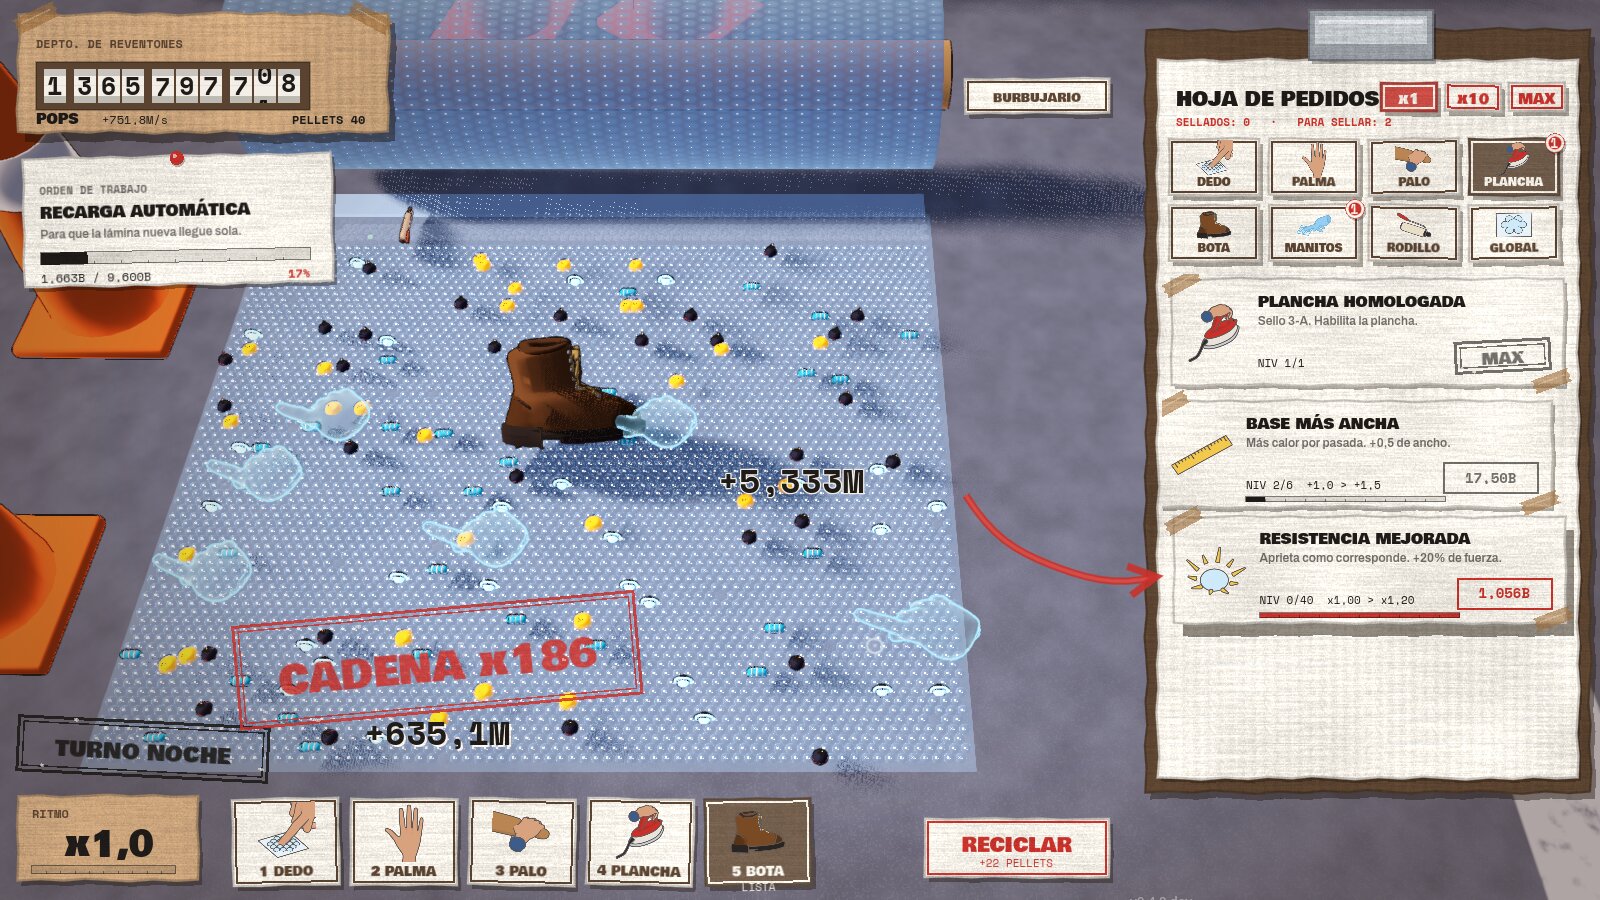 DEPTO. DE REVENTONES
1 365 797 708
POPS +751.8M/s PELLETS 40
ORDEN DE TRABAJO
RECARGA AUTOMÁTICA
Para que la lámina nueva llegue sola.
1.663B / 9.600B 17%
BURBUJARIO
HOJA DE PEDIDOS x1 x10 MAX
SELLADOS: 0 · PARA SELLAR: 2
DEDO PALMA PALO PLANCHA 1
BOTA MANITOS 1 RODILLO GLOBAL
PLANCHA HOMOLOGADA
Sello 3-A. Habilita la plancha.
NIV 1/1 MAX
BASE MÁS ANCHA
Más calor por pasada. +0,5 de ancho.
NIV 2/6 +1.0 > +1.5 17.50B
RESISTENCIA MEJORADA
Aprieta como corresponde. +20% de fuerza.
NIV 0/40 x1,00 > x1,20 1,056B
+5,333M
CADENA x186
+635,1M
TURNO NOCHE
RITMO
x1,0
1 DEDO
2 PALMA
3 PALO
4 PLANCHA
5 BOTA
LISTA
RECICLAR
+22 PELLETS